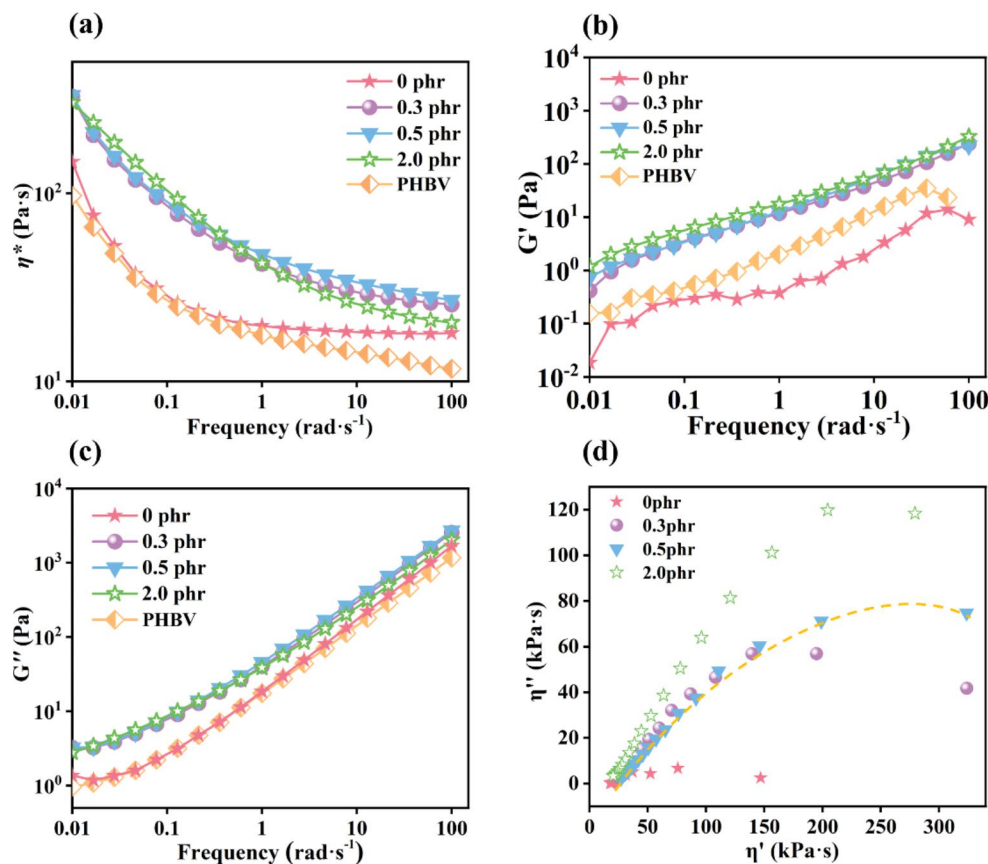 (a)
η* (Pa·s)
10²
10¹
0 phr
0.3 phr
0.5 phr
2.0 phr
PHBV
0.01 0.1 1 10 100
Frequency (rad·s⁻¹)
(b)
G' (Pa)
10⁴
10³
10²
10¹
10⁰
10⁻¹
10⁻²
0 phr
0.3 phr
0.5 phr
2.0 phr
PHBV
0.01 0.1 1 10 100
Frequency (rad·s⁻¹)
(c)
G'' (Pa)
10⁴
10³
10²
10¹
10⁰
0 phr
0.3 phr
0.5 phr
2.0 phr
PHBV
0.01 0.1 1 10 100
Frequency (rad·s⁻¹)
(d)
η'' (kPa·s)
120
100
80
60
40
20
0
0phr
0.3phr
0.5phr
2.0phr
0 50 100 150 200 250 300
η' (kPa·s)